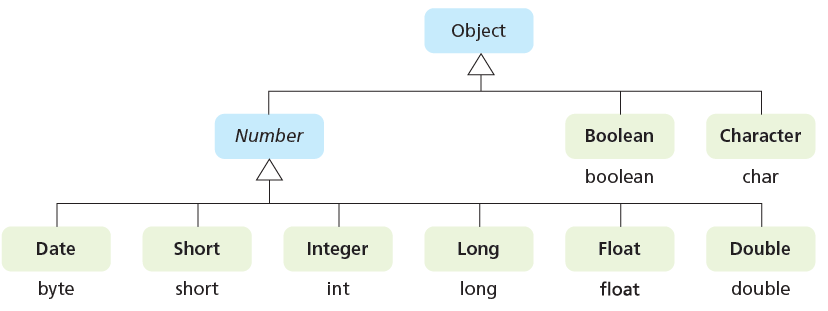 Object
Number
Boolean
Character
boolean
char
Date
Short
Integer
Long
Float
Double
byte
short
int
long
float
double